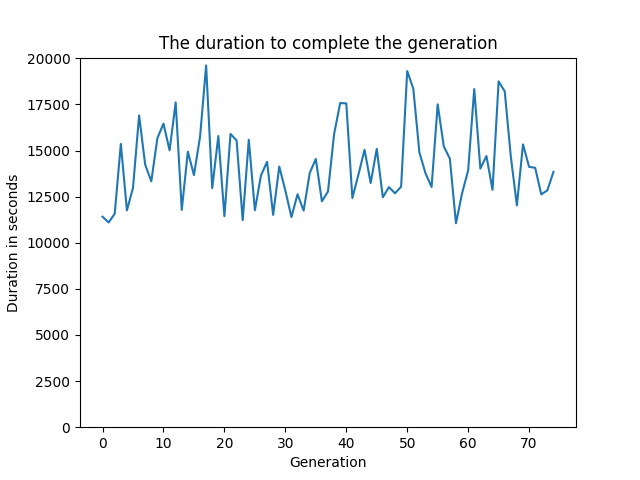 The duration to complete the generation
20000
17500
15000
12500
10000
7500
5000
2500
0
Duration in seconds
0 10 20 30 40 50 60 70
Generation